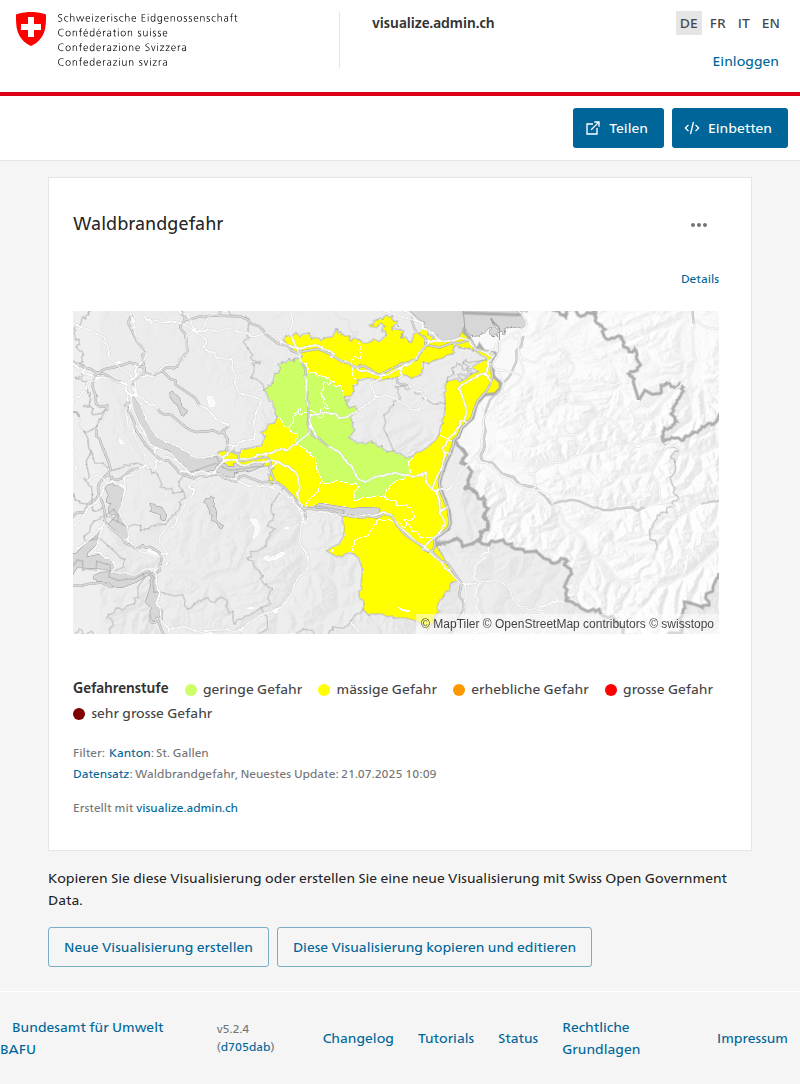 Schweizerische Eidgenossenschaft
Confédération suisse
Confederazione Svizzera
Confederaziun svizra
visualize.admin.ch
DE FR IT EN
Einloggen
Teilen
Einbetten
Waldbrandgefahr
Details
© MapTiler © OpenStreetMap contributors © swisstopo
Gefahrenstufe geringe Gefahr mässige Gefahr erhebliche Gefahr grosse Gefahr
sehr grosse Gefahr
Filter: Kanton: St. Gallen
Datensatz: Waldbrandgefahr, Neuestes Update: 21.07.2025 10:09
Erstellt mit visualize.admin.ch
Kopieren Sie diese Visualisierung oder erstellen Sie eine neue Visualisierung mit Swiss Open Government
Data.
Neue Visualisierung erstellen
Diese Visualisierung kopieren und editieren
Bundesamt für Umwelt
BAFU
v5.2.4
(d705dab)
Changelog
Tutorials
Status
Rechtliche
Grundlagen
Impressum